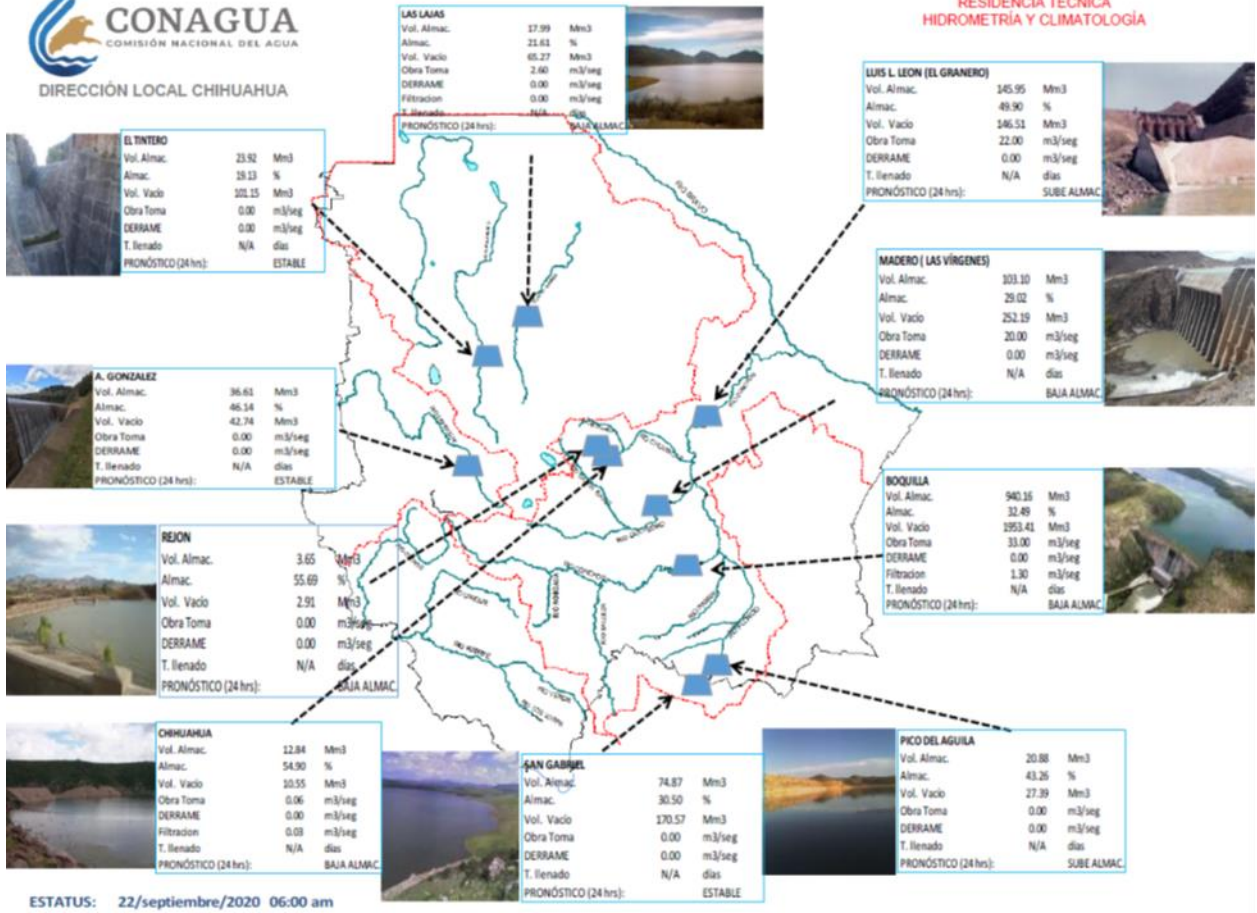 CONAGUA
COMISIÓN NACIONAL DEL AGUA
DIRECCIÓN LOCAL CHIHUAHUA
RESIDENCIA TÉCNICA
HIDROMETRÍA Y CLIMATOLOGÍA
LAS LAJAS
Vol. Almac. 17.99 Mm3
Almac. 21.61 %
Vol. Vacio 65.27 Mm3
Obra Toma 2.60 m3/seg
DERRAME 0.00 m3/seg
Filtracion 0.00 m3/seg
T. llenado N/A días
PRONÓSTICO (24 hrs): BAJA ALMAC.
LUIS L. LEON (EL GRANERO)
Vol. Almac. 145.95 Mm3
Almac. 49.90 %
Vol. Vacio 146.51 Mm3
Obra Toma 22.00 m3/seg
DERRAME 0.00 m3/seg
T. llenado N/A días
PRONÓSTICO (24 hrs): SUBE ALMAC.
EL TINTERO
Vol. Almac. 23.92 Mm3
Almac. 19.13 %
Vol. Vacio 101.15 Mm3
Obra Toma 0.00 m3/seg
DERRAME 0.00 m3/seg
T. llenado N/A días
PRONÓSTICO (24 hrs): ESTABLE
MADERO ( LAS VÍRGENES)
Vol. Almac. 103.10 Mm3
Almac. 29.02 %
Vol. Vacio 252.19 Mm3
Obra Toma 20.00 m3/seg
DERRAME 0.00 m3/seg
T. llenado N/A días
PRONÓSTICO (24 hrs): BAJA ALMAC.
A. GONZALEZ
Vol. Almac. 36.61 Mm3
Almac. 46.14 %
Vol. Vacio 42.74 Mm3
Obra Toma 0.00 m3/seg
DERRAME 0.00 m3/seg
T. llenado N/A días
PRONÓSTICO (24 hrs): ESTABLE
BOQUILLA
Vol. Almac. 940.16 Mm3
Almac. 32.49 %
Vol. Vacio 1953.41 Mm3
Obra Toma 33.00 m3/seg
DERRAME 0.00 m3/seg
Filtracion 1.30 m3/seg
T. llenado N/A días
PRONÓSTICO (24 hrs): BAJA ALMAC.
REJON
Vol. Almac. 3.65 Mm3
Almac. 55.69 %
Vol. Vacio 2.91 Mm3
Obra Toma 0.00 m3/seg
DERRAME 0.00 m3/seg
T. llenado N/A días
PRONÓSTICO (24 hrs): BAJA ALMAC.
CHIHUAHUA
Vol. Almac. 12.84 Mm3
Almac. 54.90 %
Vol. Vacio 10.55 Mm3
Obra Toma 0.06 m3/seg
DERRAME 0.00 m3/seg
Filtracion 0.03 m3/seg
T. llenado N/A días
PRONÓSTICO (24 hrs): BAJA ALMAC.
SAN GABRIEL
Vol. Almac. 74.87 Mm3
Almac. 30.50 %
Vol. Vacio 170.57 Mm3
Obra Toma 0.00 m3/seg
DERRAME 0.00 m3/seg
T. llenado N/A días
PRONÓSTICO (24 hrs): ESTABLE
PICO DEL AGUILA
Vol. Almac. 20.88 Mm3
Almac. 43.26 %
Vol. Vacio 27.39 Mm3
Obra Toma 0.00 m3/seg
DERRAME 0.00 m3/seg
T. llenado N/A días
PRONÓSTICO (24 hrs): SUBE ALMAC.
ESTATUS: 22/septiembre/2020 06:00 am